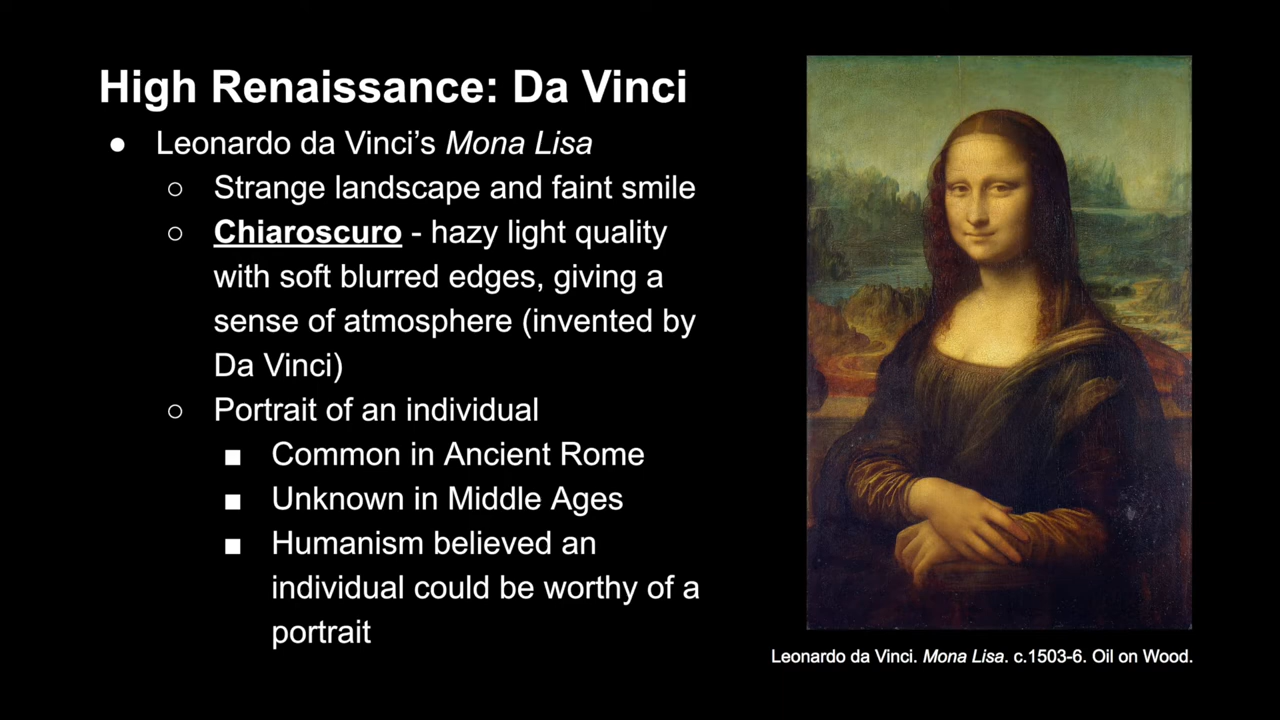 High Renaissance: Da Vinci
● Leonardo da Vinci's Mona Lisa
○ Strange landscape and faint smile
○ Chiaroscuro - hazy light quality
with soft blurred edges, giving a
sense of atmosphere (invented by
Da Vinci)
○ Portrait of an individual
■ Common in Ancient Rome
■ Unknown in Middle Ages
■ Humanism believed an
individual could be worthy of a
portrait
Leonardo da Vinci. Mona Lisa. c.1503-6. Oil on Wood.